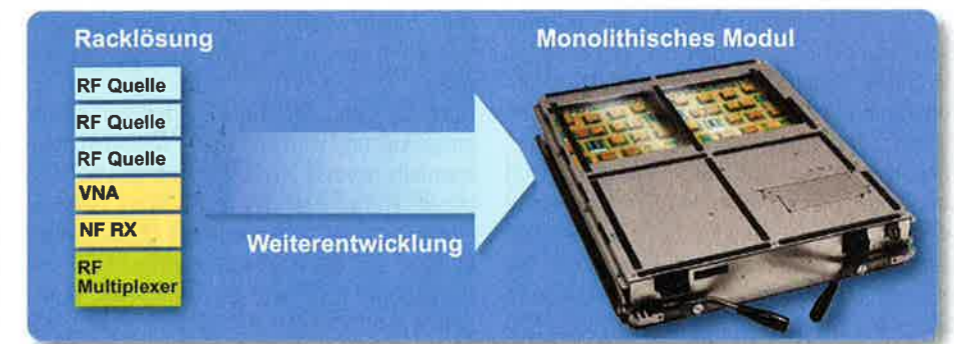 Racklösung
RF Quelle
RF Quelle
RF Quelle
VNA
NF RX
RF
Multiplexer
Weiterentwicklung
Monolithisches Modul